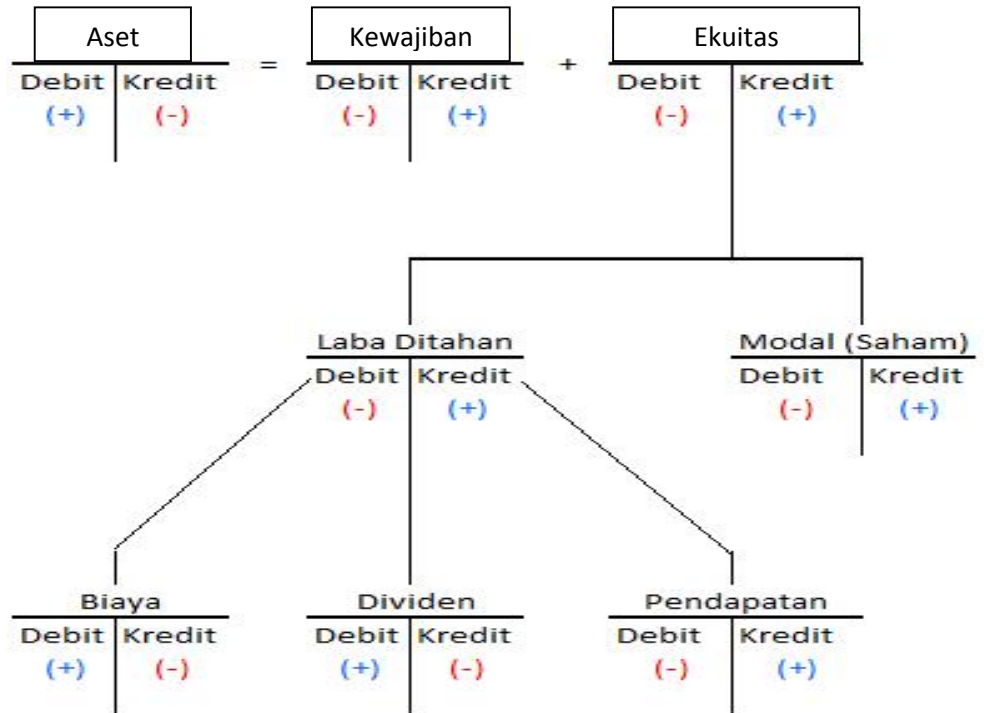 Aset Kewajiban Ekuitas
= +
Debit Kredit Debit Kredit Debit Kredit
(+) (-) (-) (+) (-) (+)
Laba Ditahan Modal (Saham)
Debit Kredit Debit Kredit
(-) (+) (-) (+)
Biaya Dividen Pendapatan
Debit Kredit Debit Kredit Debit Kredit
(+) (-) (+) (-) (-) (+)